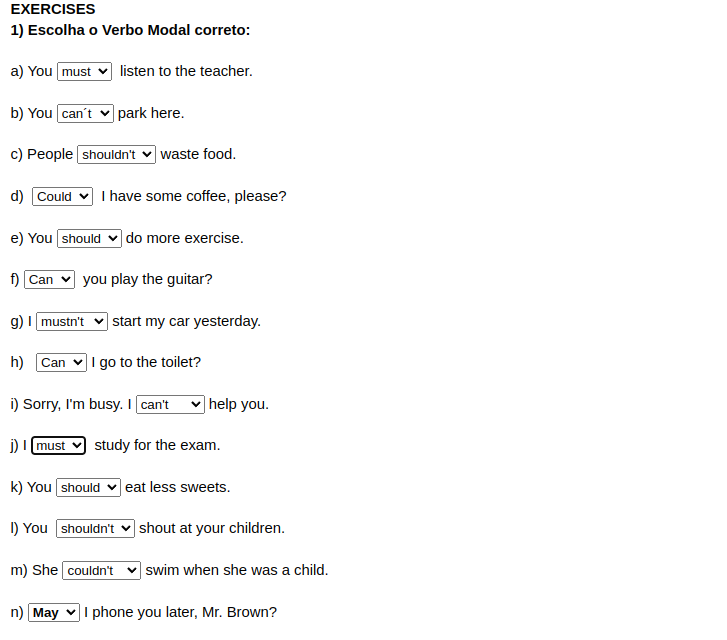 EXERCISES
1) Escolha o Verbo Modal correto:
a) You must listen to the teacher.
b) You can´t park here.
c) People shouldn't waste food.
d) Could I have some coffee, please?
e) You should do more exercise.
f) Can you play the guitar?
g) I mustn't start my car yesterday.
h) Can I go to the toilet?
i) Sorry, I'm busy. I can't help you.
j) I must study for the exam.
k) You should eat less sweets.
l) You shouldn't shout at your children.
m) She couldn't swim when she was a child.
n) May I phone you later, Mr. Brown?